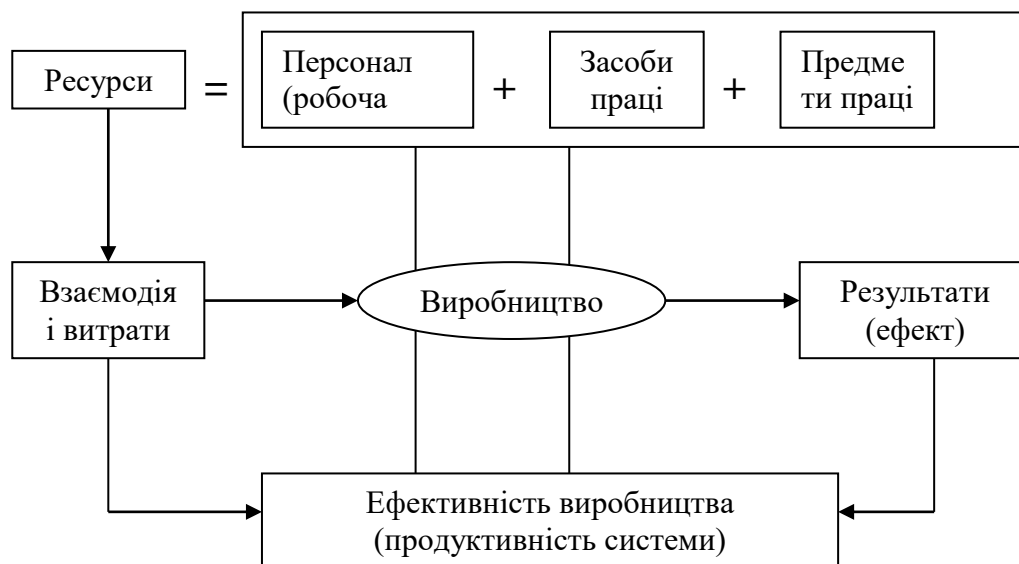 Ресурси
=
Персонал
(робоча
+
Засоби
праці
+
Предме
ти праці
Взаємодія
і витрати
Виробництво
Результати
(ефект)
Ефективність виробництва
(продуктивність системи)